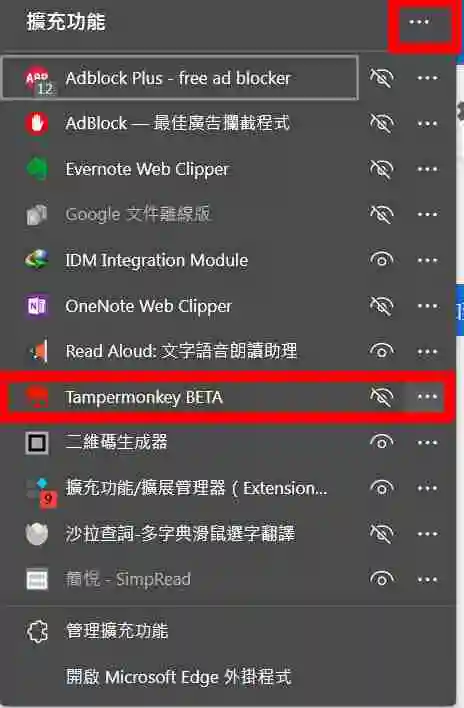 擴充功能
Adblock Plus - free ad blocker
12
AdBlock — 最佳廣告攔截程式
Evernote Web Clipper
Google 文件離線版
IDM Integration Module
OneNote Web Clipper
Read Aloud: 文字語音朗讀助理
Tampermonkey BETA
二維碼生成器
擴充功能/擴展管理器 ( Extension...
9
沙拉查詞-多字典滑鼠選字翻譯
簡悅 - SimpRead
管理擴充功能
開啟 Microsoft Edge 外掛程式